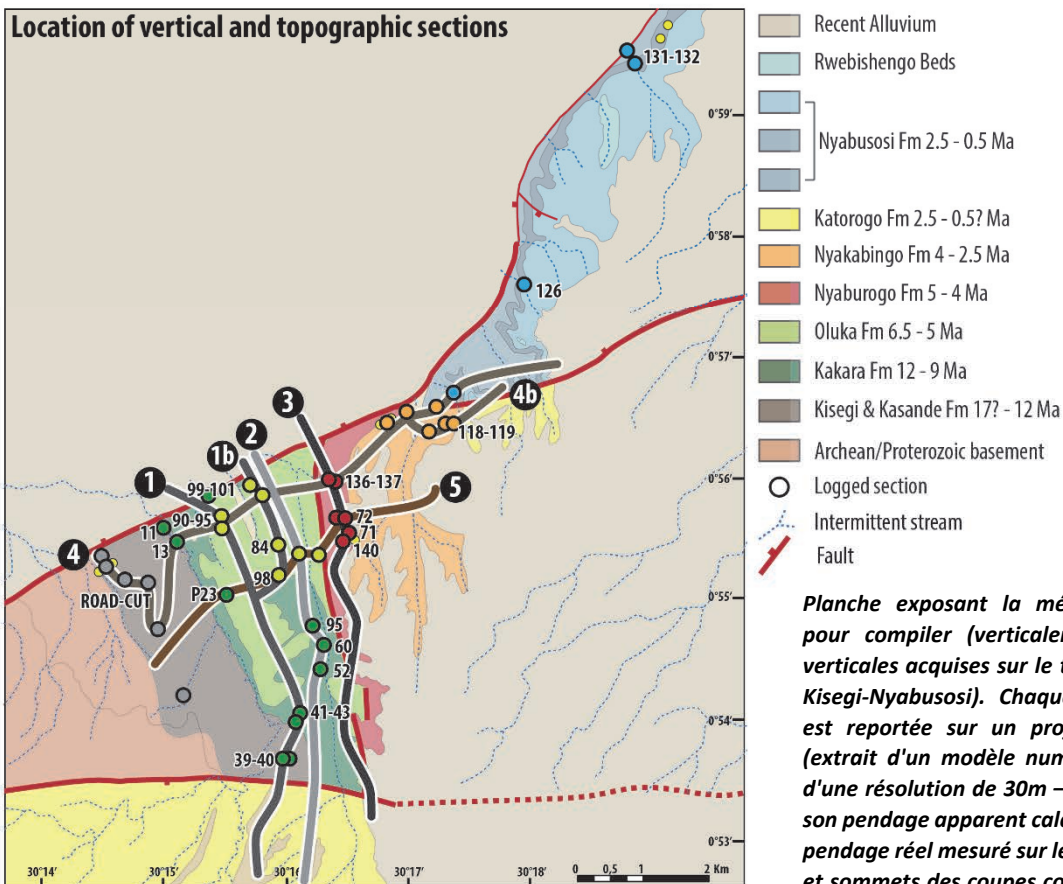 Location of vertical and topographic sections
131-132
0°59'
0°58'
126
0°57'
3
4b
2
118-119
1b
0°56'
1
99-101
136-137
5
90-95
72
11
71
13
84
140
4
98
ROAD-CUT
P23
0°55'
95
60
52
0°54'
41-43
39-40
0°53'
30°14'
30°15'
30°16'
30°17'
30°18'
0 0,5 1 2 Km
Recent Alluvium
Rwebishengo Beds
Nyabusosi Fm 2.5 - 0.5 Ma
Katorogo Fm 2.5 - 0.5? Ma
Nyakabingo Fm 4 - 2.5 Ma
Nyaburogo Fm 5 - 4 Ma
Oluka Fm 6.5 - 5 Ma
Kakara Fm 12 - 9 Ma
Kisegi & Kasande Fm 17? - 12 Ma
Archean/Proterozoic basement
Logged section
Intermittent stream
Fault
Planche exposant la mé
pour compiler (verticale
verticales acquises sur le t
Kisegi-Nyabusosi). Chaqu
est reportée sur un pro
(extrait d'un modèle num
d'une résolution de 30m –
son pendage apparent calc
pendage réel mesuré sur le
et sommets des coupes co